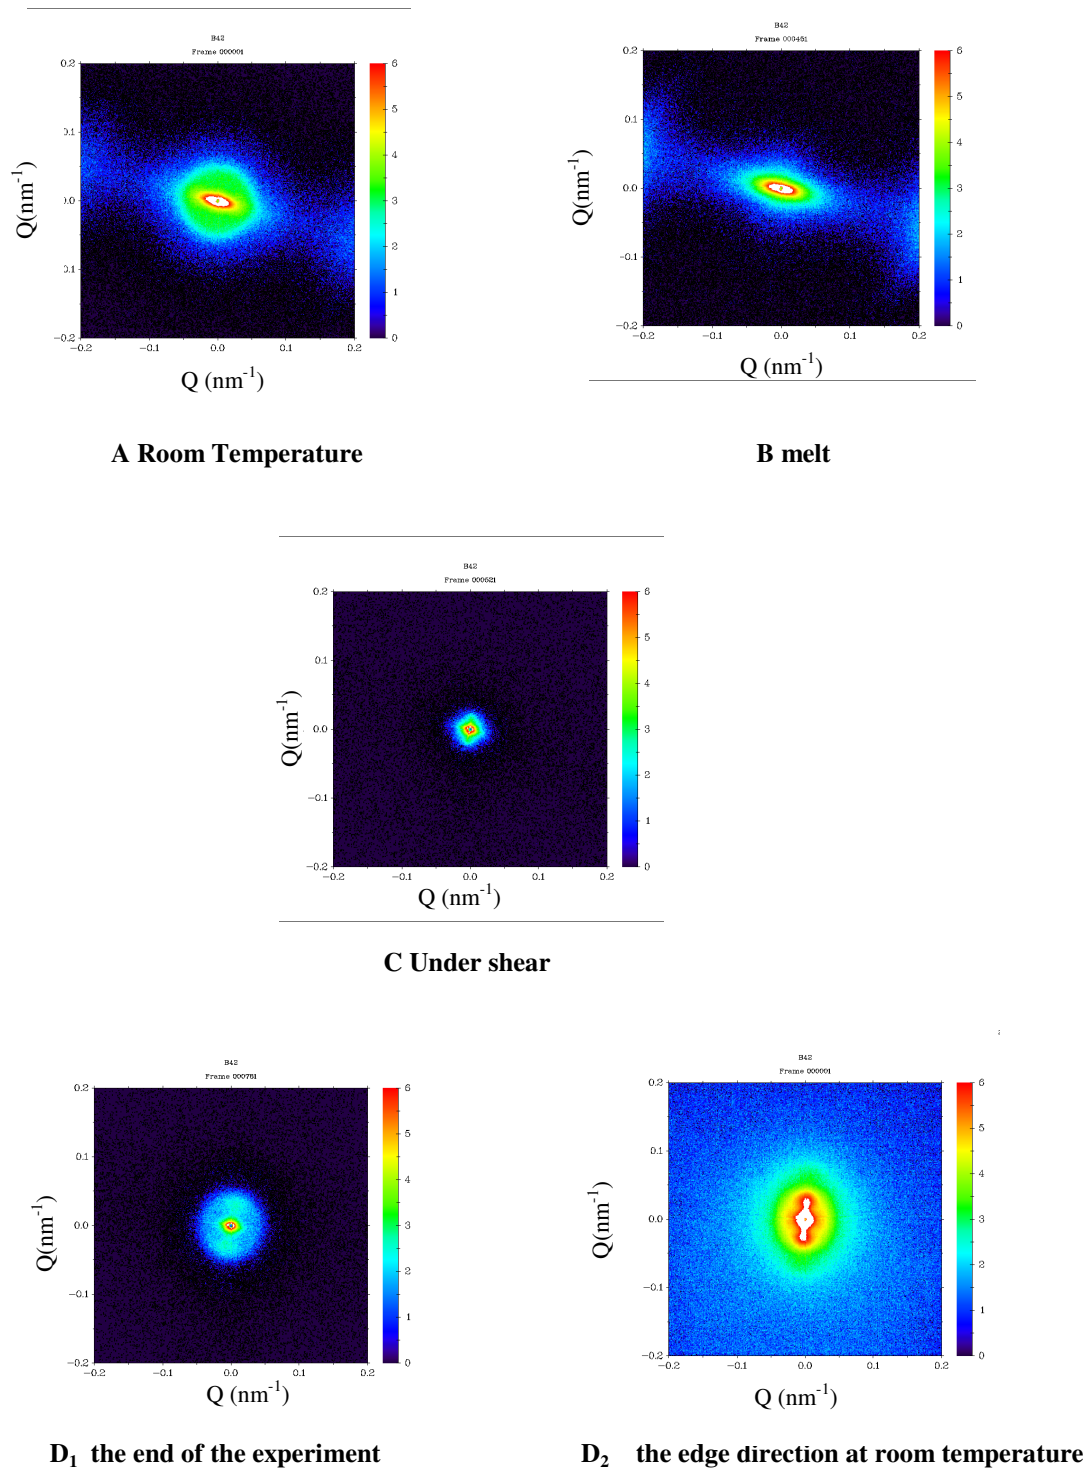 B42
Frame 000001
0.2
0.1
0.0
−0.1
−0.2
−0.2 −0.1 0.0 0.1 0.2
6
5
4
3
2
1
0
Q(nm⁻¹)
Q (nm⁻¹)
A Room Temperature
B42
Frame 000451
0.2
0.1
0.0
−0.1
−0.2
−0.2 −0.1 0.0 0.1 0.2
6
5
4
3
2
1
0
Q(nm⁻¹)
Q (nm⁻¹)
B melt
B42
Frame 000521
0.2
0.1
0.0
−0.1
−0.2
−0.2 −0.1 0.0 0.1 0.2
6
5
4
3
2
1
0
Q(nm⁻¹)
Q (nm⁻¹)
C Under shear
B42
Frame 000751
0.2
0.1
0.0
−0.1
−0.2
−0.2 −0.1 0.0 0.1 0.2
6
5
4
3
2
1
0
Q(nm⁻¹)
Q (nm⁻¹)
D₁ the end of the experiment
B42
Frame 000001
0.2
0.1
0.0
−0.1
−0.2
−0.2 −0.1 0.0 0.1 0.2
6
5
4
3
2
1
0
Q(nm⁻¹)
Q (nm⁻¹)
D₂ the edge direction at room temperature